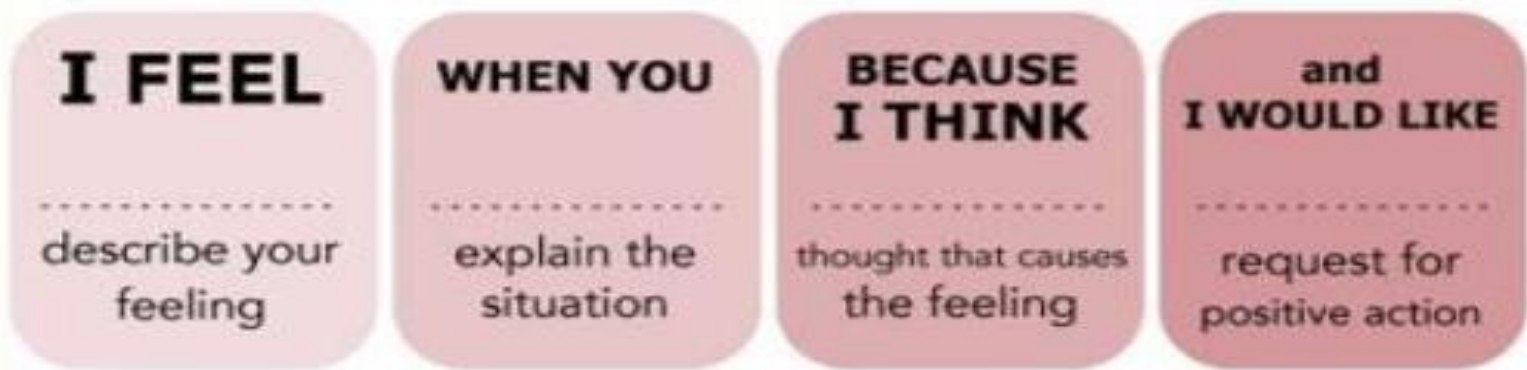 I FEEL
describe your
feeling
WHEN YOU
explain the
situation
BECAUSE
I THINK
thought that causes
the feeling
and
I WOULD LIKE
request for
positive action